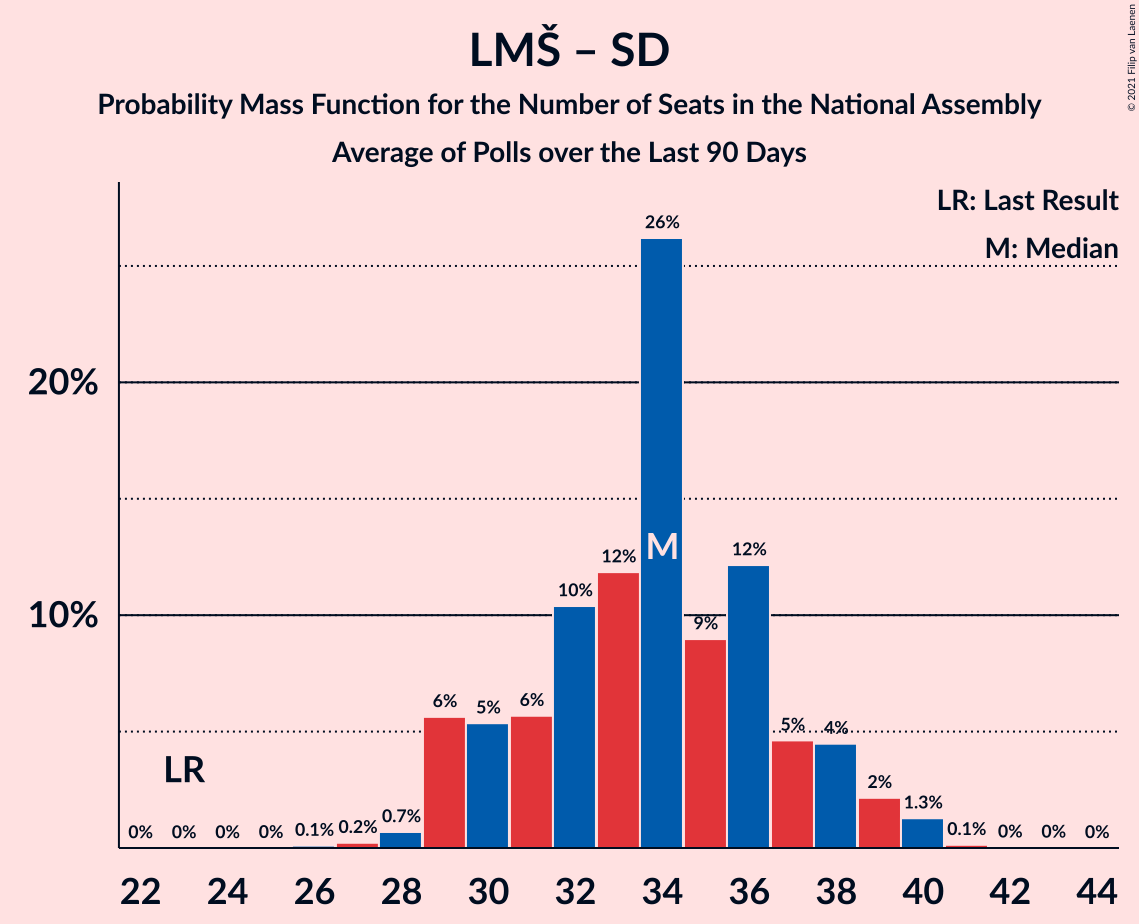 LMŠ – SD
Probability Mass Function for the Number of Seats in the National Assembly
Average of Polls over the Last 90 Days
© 2021 Filip van Laenen
LR: Last Result
M: Median
20%
10%
0% 0% 0% 0% 0.1% 0.2% 0.7% 6% 5% 6% 10% 12% 26% 9% 12% 5% 4% 2% 1.3% 0.1% 0% 0% 0%
LR
M
22 24 26 28 30 32 34 36 38 40 42 44